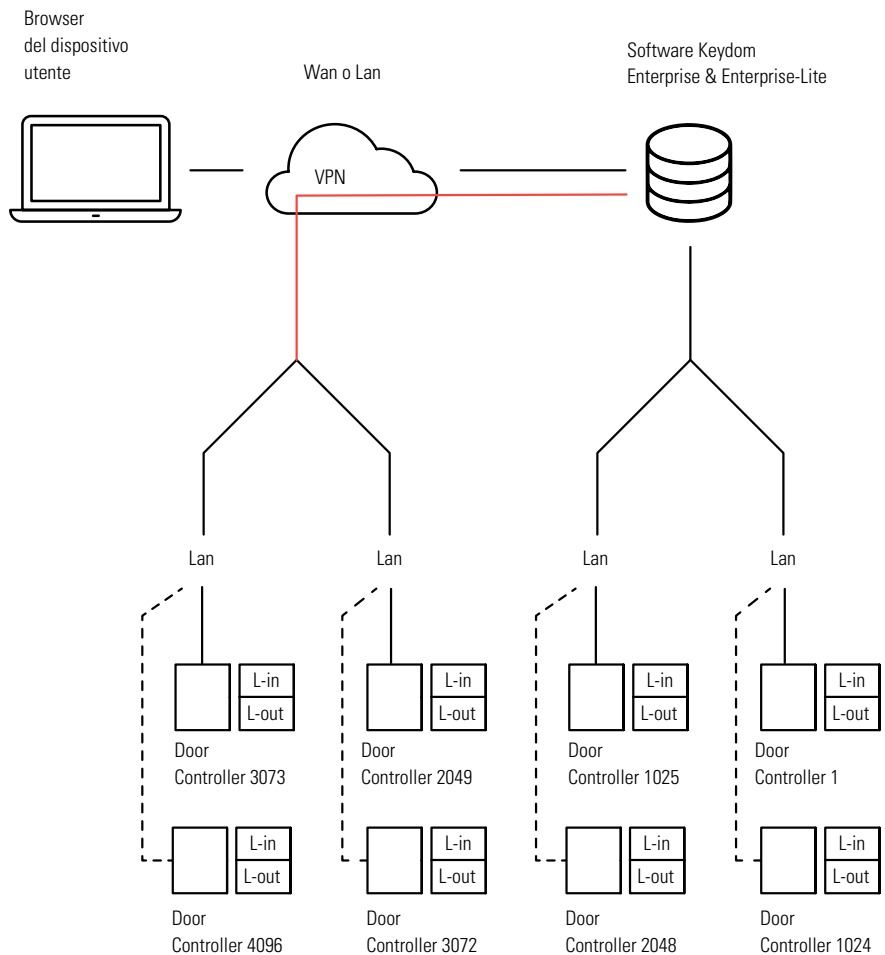 Browser
del dispositivo
utente
Wan o Lan
Software Keydom
Enterprise & Enterprise-Lite
VPN
Lan
Lan
Lan
Lan
L-in
L-out
L-in
L-out
L-in
L-out
L-in
L-out
Door
Controller 3073
Door
Controller 2049
Door
Controller 1025
Door
Controller 1
L-in
L-out
L-in
L-out
L-in
L-out
L-in
L-out
Door
Controller 4096
Door
Controller 3072
Door
Controller 2048
Door
Controller 1024